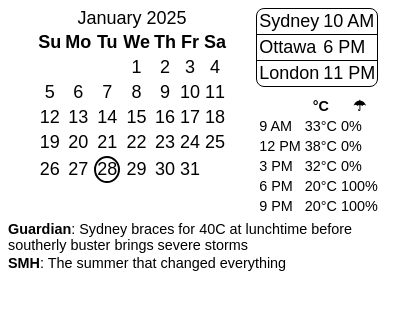 January 2025
Su Mo Tu We Th Fr Sa
1 2 3 4
5 6 7 8 9 10 11
12 13 14 15 16 17 18
19 20 21 22 23 24 25
26 27 28 29 30 31
Sydney 10 AM
Ottawa 6 PM
London 11 PM
°C ☂
9 AM 33°C 0%
12 PM 38°C 0%
3 PM 32°C 0%
6 PM 20°C 100%
9 PM 20°C 100%
Guardian: Sydney braces for 40C at lunchtime before
southerly buster brings severe storms
SMH: The summer that changed everything